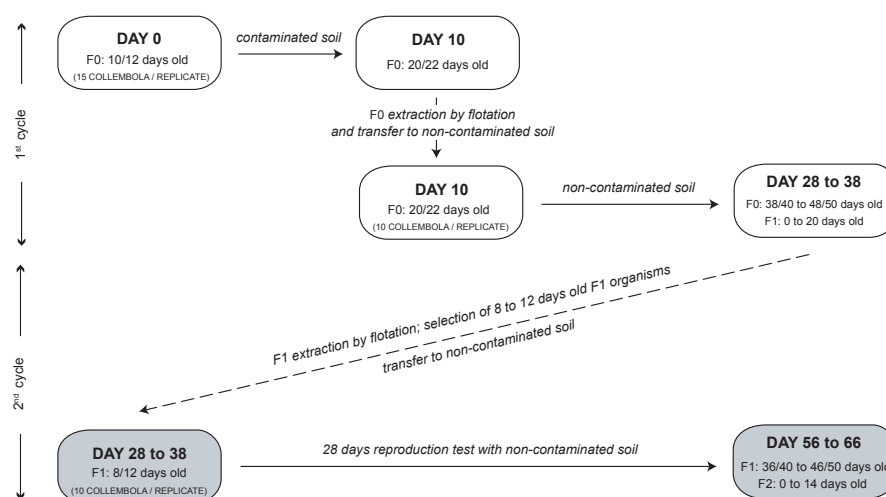 DAY 0
F0: 10/12 days old
(15 COLLEMBOLA / REPLICATE)
contaminated soil
DAY 10
F0: 20/22 days old
1st cycle
F0 extraction by flotation
and transfer to non-contaminated soil
DAY 10
F0: 20/22 days old
(10 COLLEMBOLA / REPLICATE)
non-contaminated soil
DAY 28 to 38
F0: 38/40 to 48/50 days old
F1: 0 to 20 days old
F1 extraction by flotation; selection of 8 to 12 days old F1 organisms
transfer to non-contaminated soil
2nd cycle
DAY 28 to 38
F1: 8/12 days old
(10 COLLEMBOLA / REPLICATE)
28 days reproduction test with non-contaminated soil
DAY 56 to 66
F1: 36/40 to 46/50 days old
F2: 0 to 14 days old